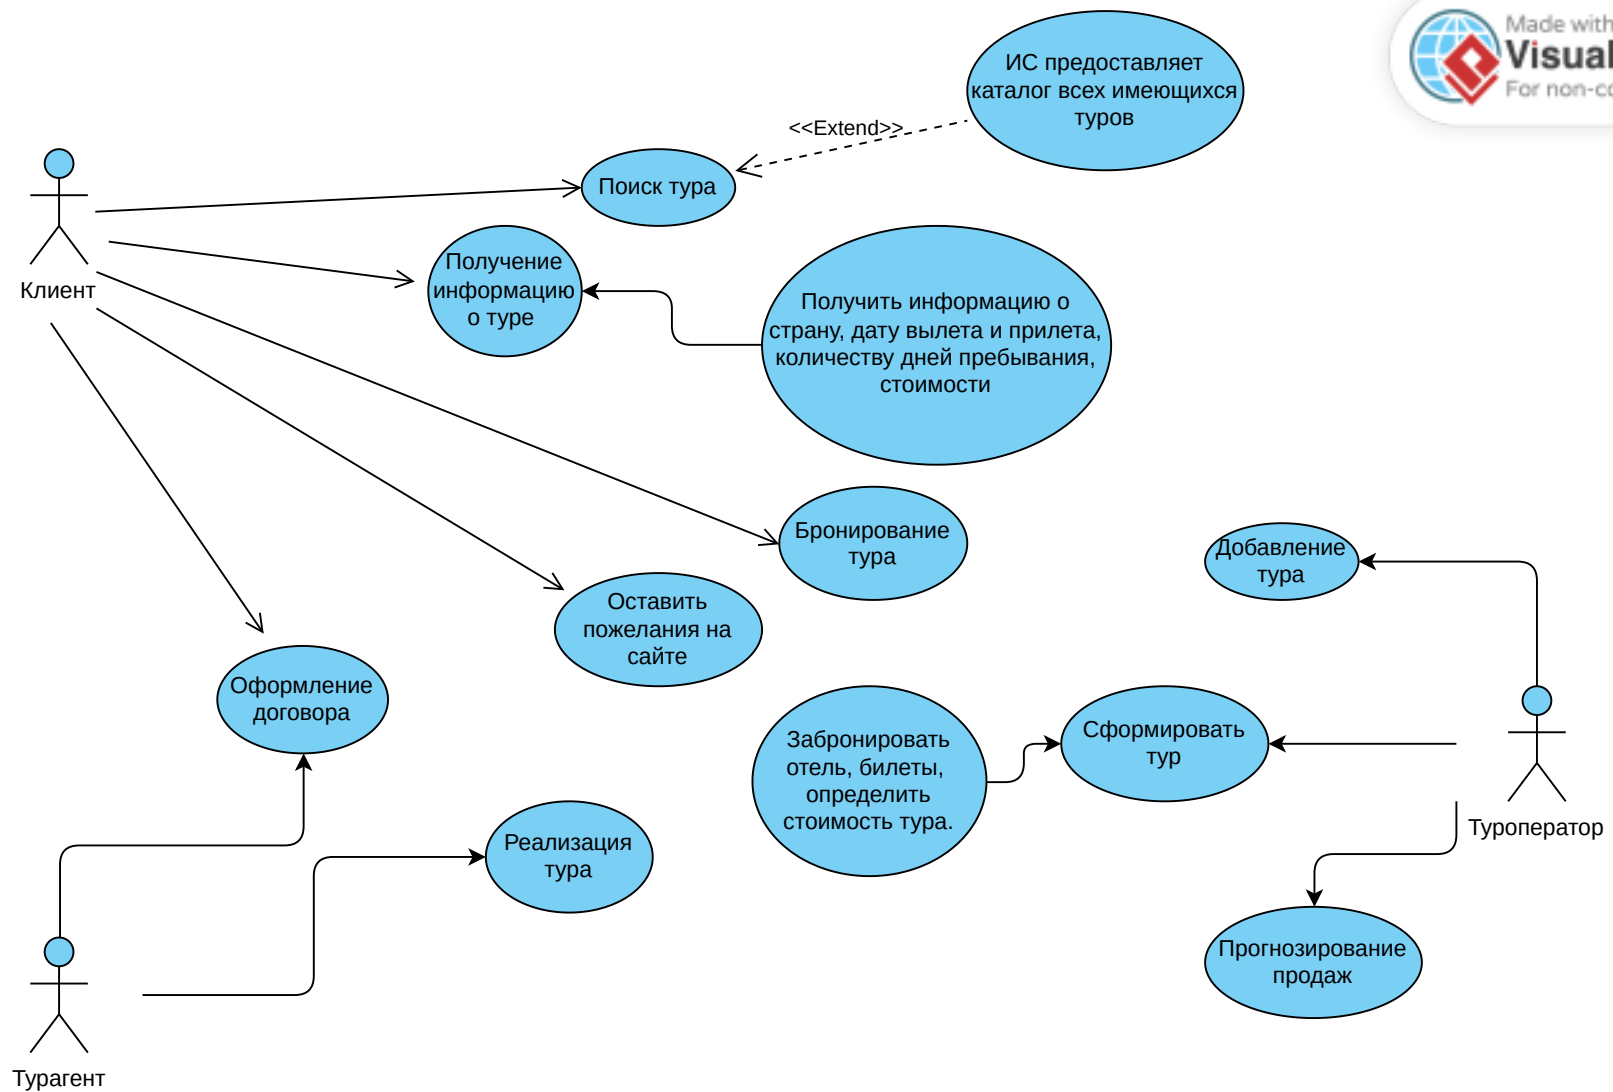 Made with
Visual
For non-co
ИС предоставляет
каталог всех имеющихся
туров
<<Extend>>
Поиск тура
Клиент
Получение
информацию
о туре
Получить информацию о
страну, дату вылета и прилета,
количеству дней пребывания,
стоимости
Бронирование
тура
Добавление
тура
Оставить
пожелания на
сайте
Оформление
договора
Забронировать
отель, билеты,
определить
стоимость тура.
Сформировать
тур
Туроператор
Реализация
тура
Прогнозирование
продаж
Турагент